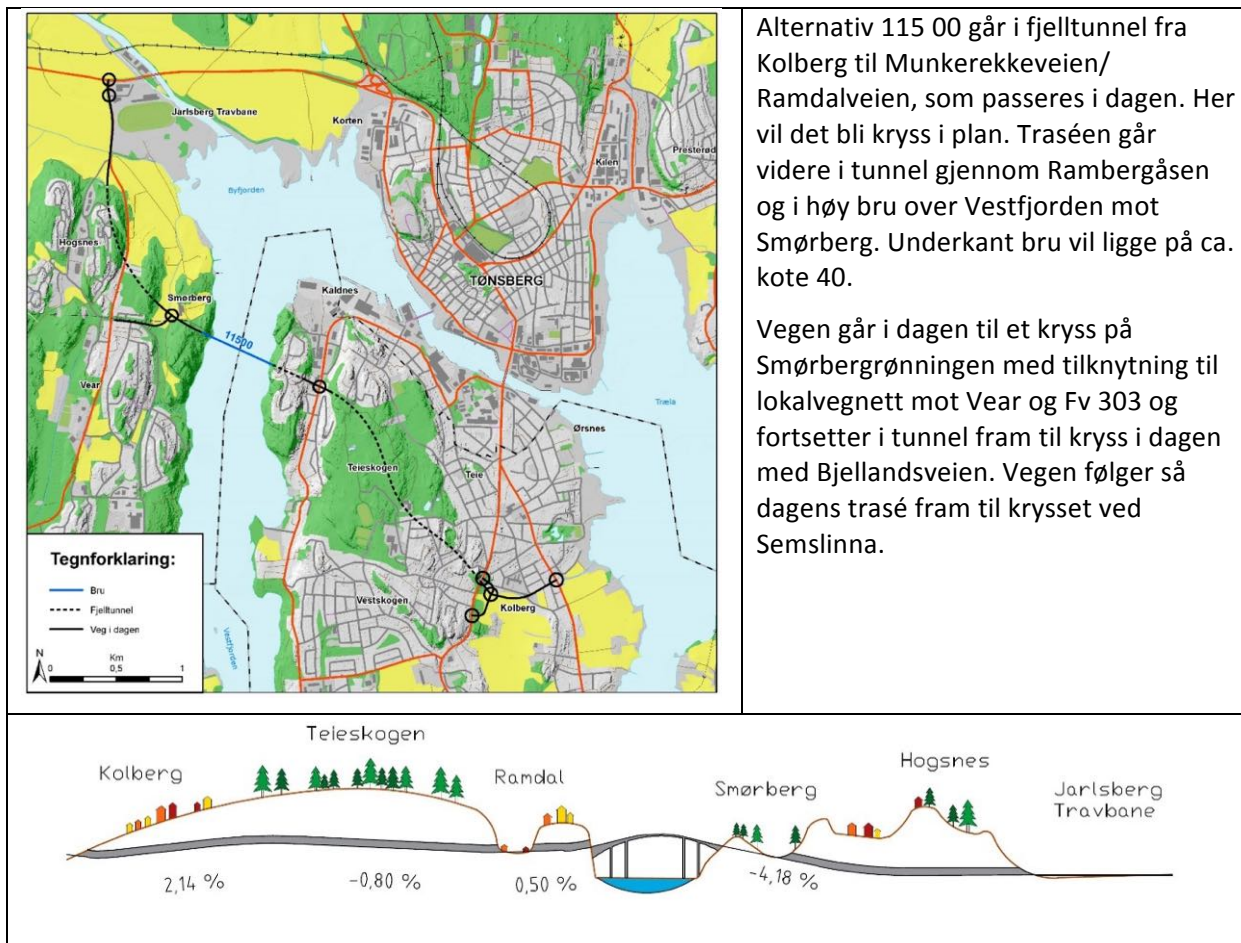 Jarlsberg Travbane
Korten
Presterød
Kilen
Byfjorden
Hogsnes
TØNSBERG
Kaldnes
Smørberg
11500
Vear
Træla
Ørsnes
Teieskogen
Teie
Vestskogen
Kolberg
Vestfjorden
Tegnforklaring:
Bru
Fjelltunnel
Veg i dagen
N
Km
0 0,5 1
Alternativ 115 00 går i fjelltunnel fra
Kolberg til Munkerekkeveien/
Ramdalveien, som passeres i dagen. Her
vil det bli kryss i plan. Traséen går
videre i tunnel gjennom Rambergåsen
og i høy bru over Vestfjorden mot
Smørberg. Underkant bru vil ligge på ca.
kote 40.
Vegen går i dagen til et kryss på
Smørbergrønningen med tilknytning til
lokalvegnett mot Vear og Fv 303 og
fortsetter i tunnel fram til kryss i dagen
med Bjellandsveien. Vegen følger så
dagens trasé fram til krysset ved
Semslinna.
Teieskogen
Kolberg
Ramdal
Smørberg
Hogsnes
Jarlsberg
Travbane
2,14 %
-0,80 %
0,50 %
-4,18 %